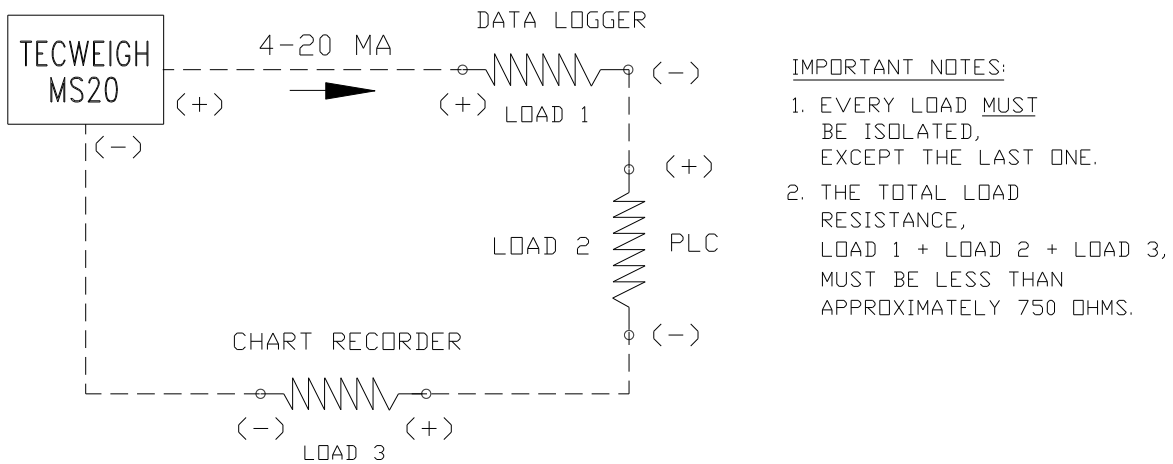 TECWEIGH
MS20
(+)
(-)
4-20 MA
DATA LOGGER
(+)
LOAD 1
(-)
(+)
LOAD 2
PLC
(-)
CHART RECORDER
(-)
(+)
LOAD 3
IMPORTANT NOTES:
1. EVERY LOAD MUST
BE ISOLATED,
EXCEPT THE LAST ONE.
2. THE TOTAL LOAD
RESISTANCE,
LOAD 1 + LOAD 2 + LOAD 3,
MUST BE LESS THAN
APPROXIMATELY 750 OHMS.